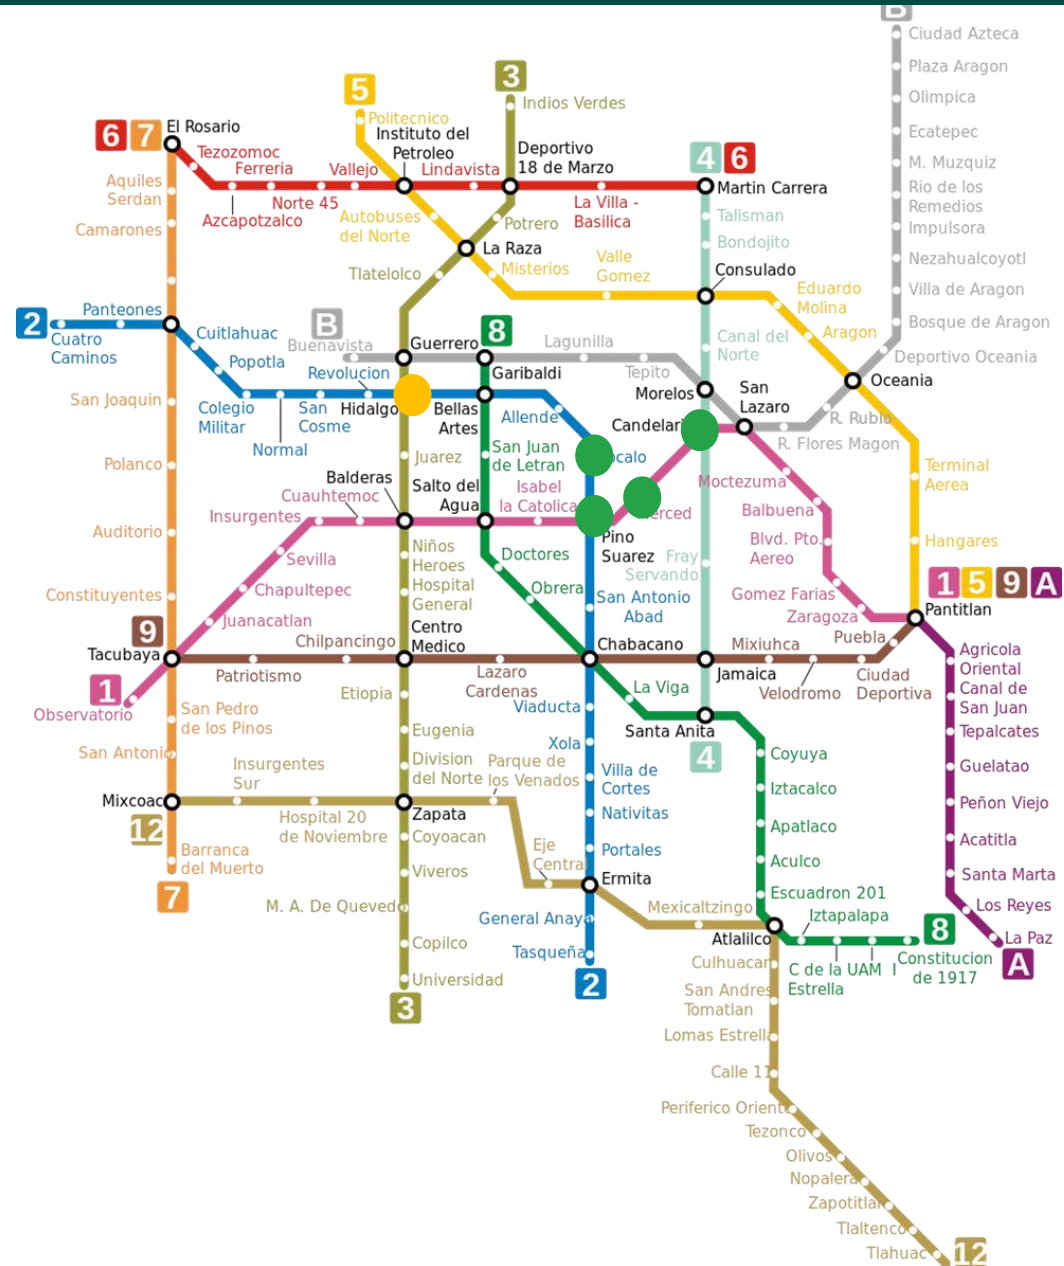 B
Ciudad Azteca
Plaza Aragon
Olimpica
Ecatepec
M. Muzquiz
Rio de los
Remedios
Impulsora
Nezahualcoyotl
Villa de Aragon
Bosque de Aragon
Deportivo Oceania
Oceania
R. Flores Magon
San
Lazaro
Morelos
Tepito
Lagunilla
Garibaldi
8
Guerrero
Buenavista
B
5
Politecnico
Instituto del
Petroleo
Autobuses
del Norte
La Raza
Misterios
Valle
Gomez
Consulado
Eduardo
Molina
Aragon
Terminal
Aerea
Hangares
Pantitlan
1 5 9 A
3
Indios Verdes
Deportivo
18 de Marzo
Potrero
Tlatelolco
6 7
El Rosario
Tezozomoc
Ferreria
Azcapotzalco
Norte 45
Vallejo
Lindavista
La Villa -
Basilica
4 6
Martin Carrera
Talisman
Bondojito
Canal del
Norte
Fray
Servando
Jamaica
Santa Anita
4
Aquiles
Serdan
Camarones
Panteones
San Joaquin
Polanco
Auditorio
Constituyentes
9
Tacubaya
1
Observatorio
San Pedro
de los Pinos
San Antonio
Mixcoac
12
Barranca
del Muerto
7
2
Cuatro
Caminos
Cuitlahuac
Popotla
Colegio
Militar
Normal
San
Cosme
Revolucion
Hidalgo
Bellas
Artes
Allende
Pino
Suarez
San Antonio
Abad
Chabacano
Viaducta
Xola
Villa de
Cortes
Nativitas
Portales
Ermita
General Anaya
Tasqueña
2
Juarez
Balderas
Niños
Heroes
Hospital
General
Centro
Medico
Etiopia
Eugenia
Division
del Norte
Zapata
Coyoacan
Viveros
M. A. De Quevedo
Copilco
Universidad
3
Juanacatlan
Chapultepec
Sevilla
Insurgentes
Cuauhtemoc
Salto del
Agua
Isabel
la Catolica
Moctezuma
Balbuena
Blvd. Pto.
Aereo
Gomez Farias
Zaragoza
San Juan
de Letran
Doctores
Obrera
La Viga
Coyuya
Iztacalco
Apatlaco
Aculco
Escuadron 201
Atlalilco
Iztapalapa
C de la
Estrella
UAM I
Constitucion
de 1917
8
Patriotismo
Chilpancingo
Lazaro
Cardenas
Mixiuhca
Velodromo
Ciudad
Deportiva
Puebla
Agricola
Oriental
Canal de
San Juan
Tepalcates
Guelatao
Peñon Viejo
Acatitla
Santa Marta
Los Reyes
La Paz
A
Insurgentes
Sur
Hospital 20
de Noviembre
Parque de
los Venados
Eje
Central
Mexicaltzingo
Culhuacan
San Andres
Tomatlan
Lomas Estrella
Calle 11
Periferico Oriente
Tezonco
Olivos
Nopalera
Zapotitlan
Tlaltenco
Tlahuac
12